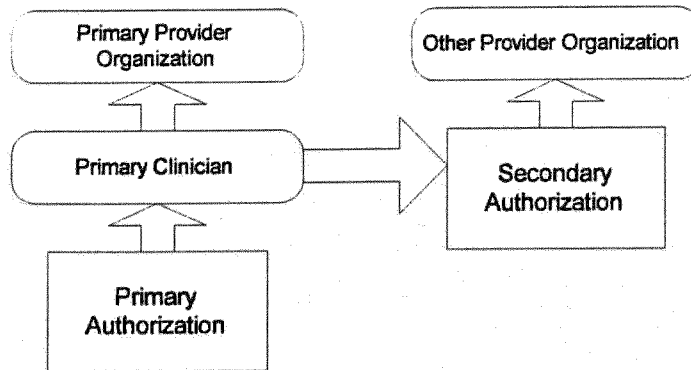 Primary Provider
Organization
Other Provider Organization
Primary Clinician
Secondary
Authorization
Primary
Authorization